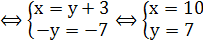 ⇔ { x = y + 3 ⇔ { x = 10
−y = −7 y = 7